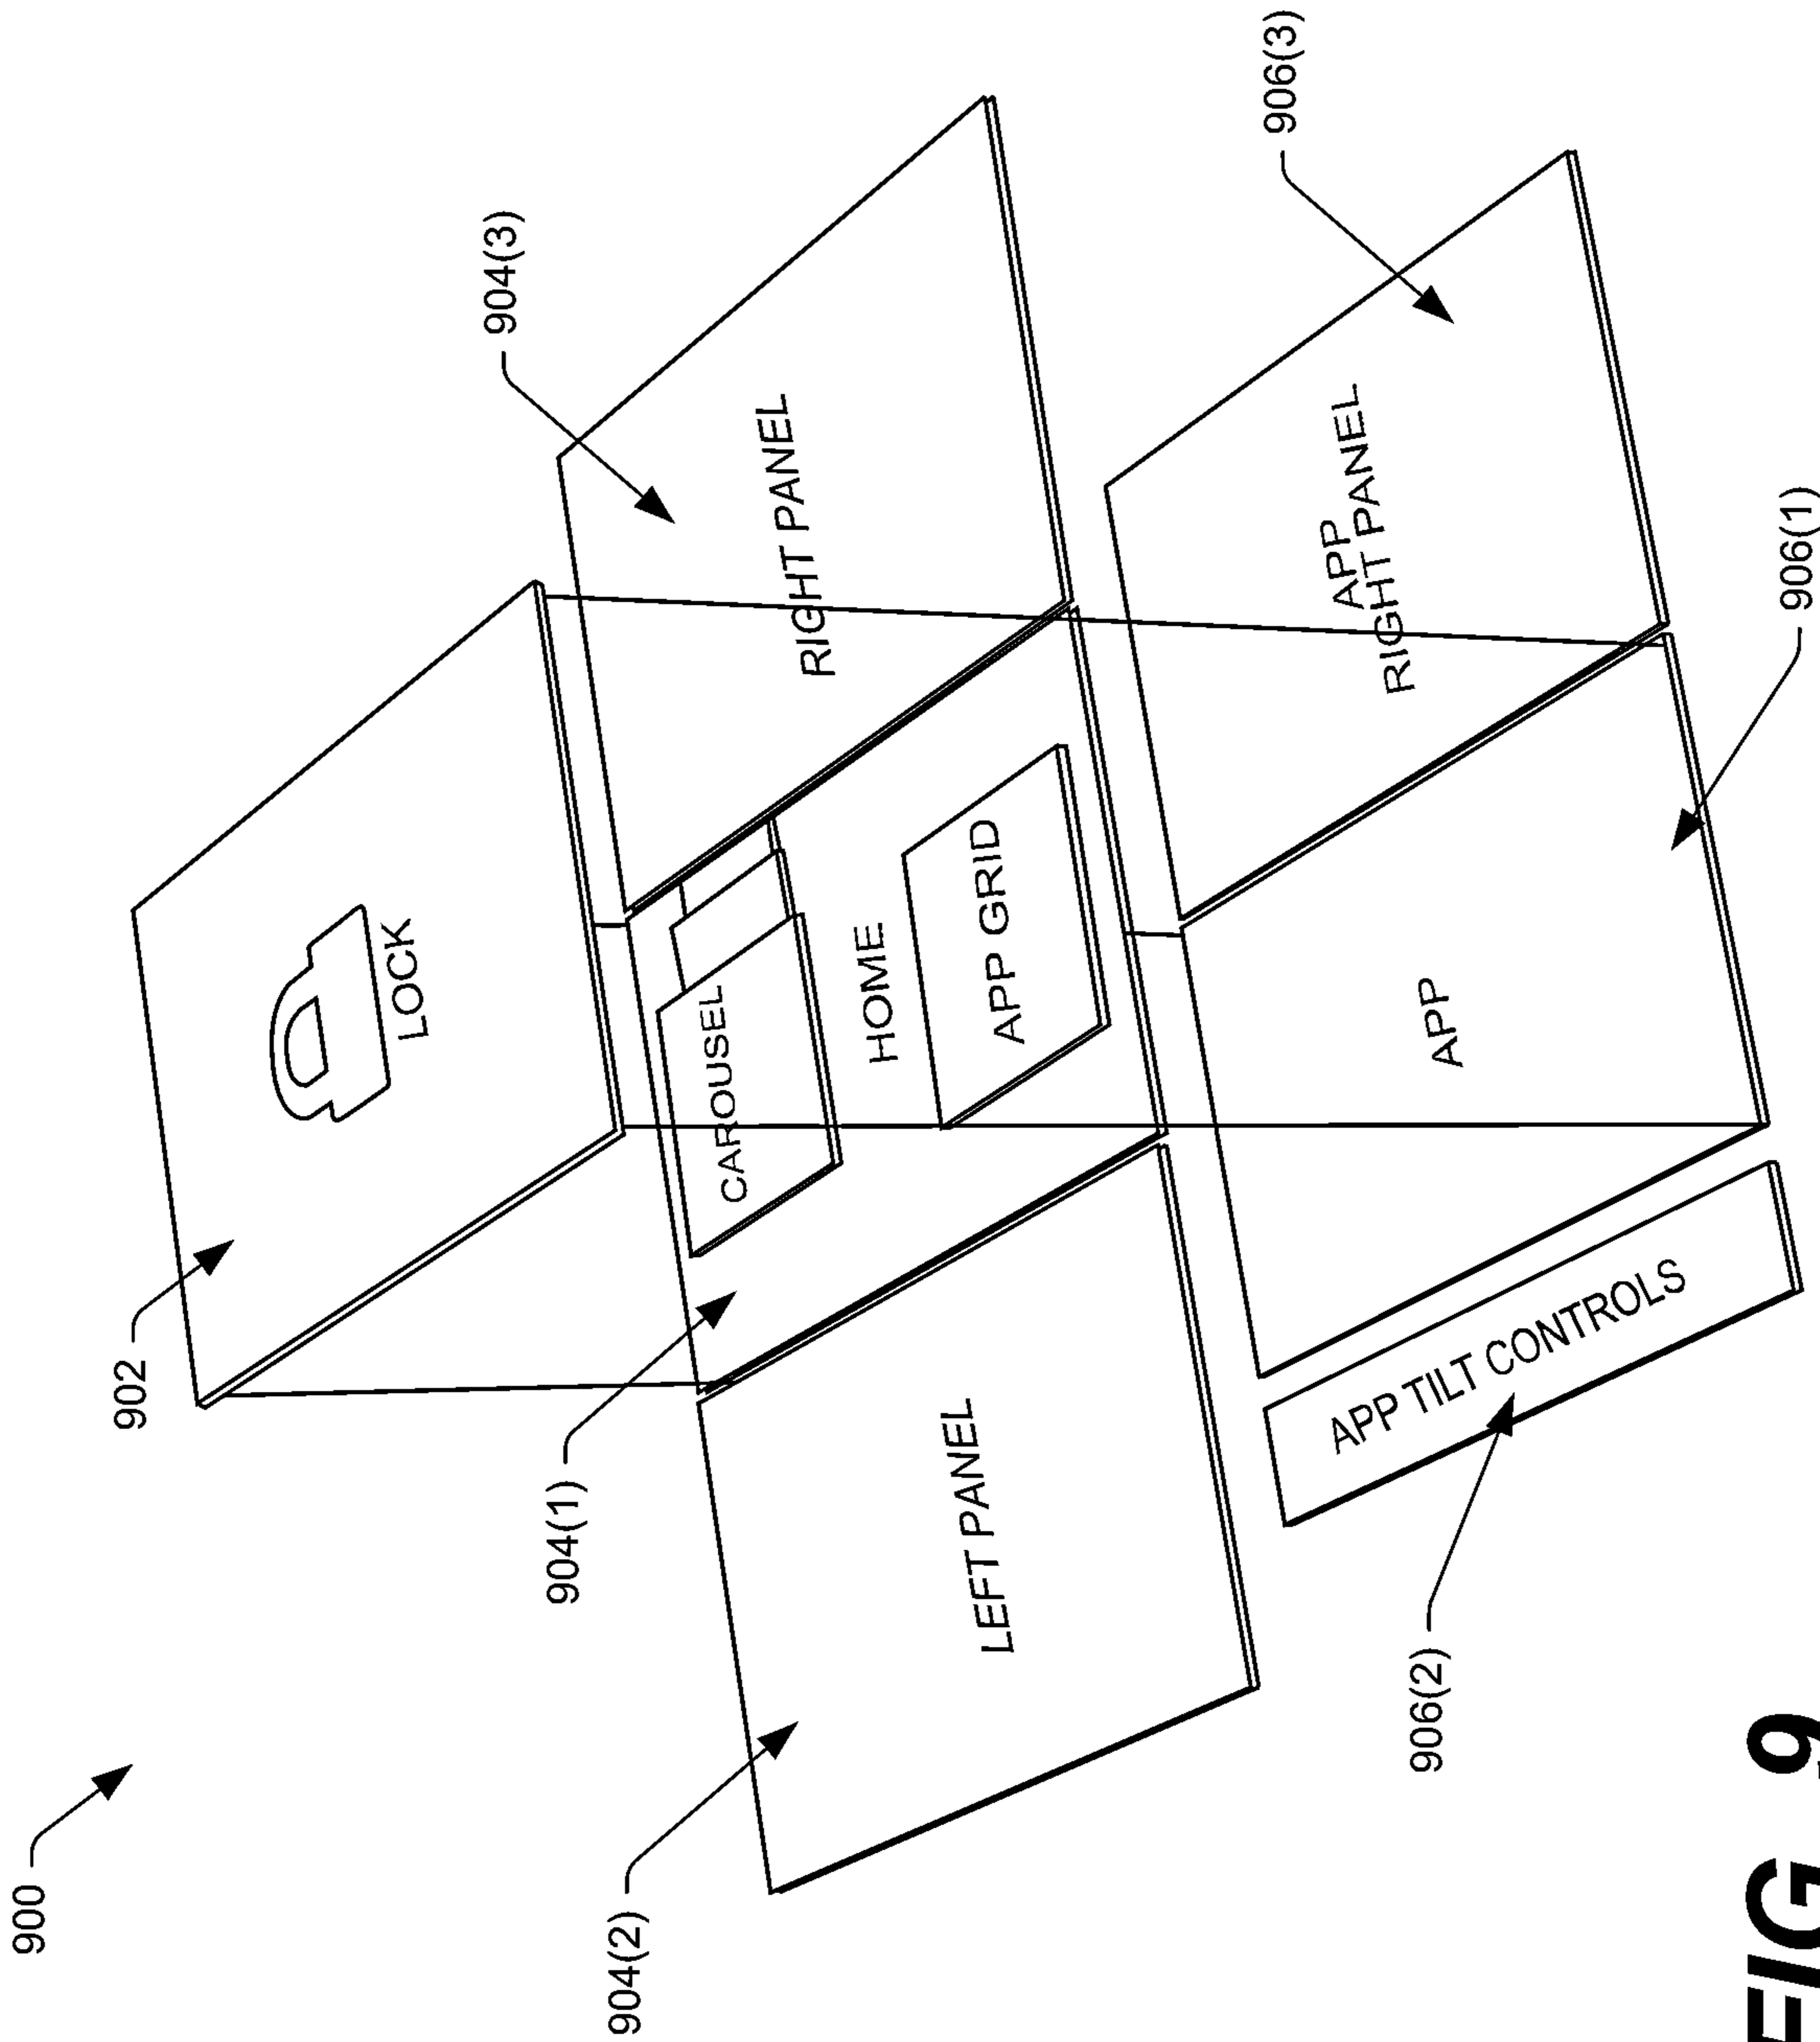 900
902
LOCK
904(1)
904(2)
904(3)
CAROUSEL
HOME
APP GRID
LEFT PANEL
RIGHT PANEL
906(3)
APP
RIGHT PANEL
APP
906(1)
APP TILT CONTROLS
906(2)
FIG. 9